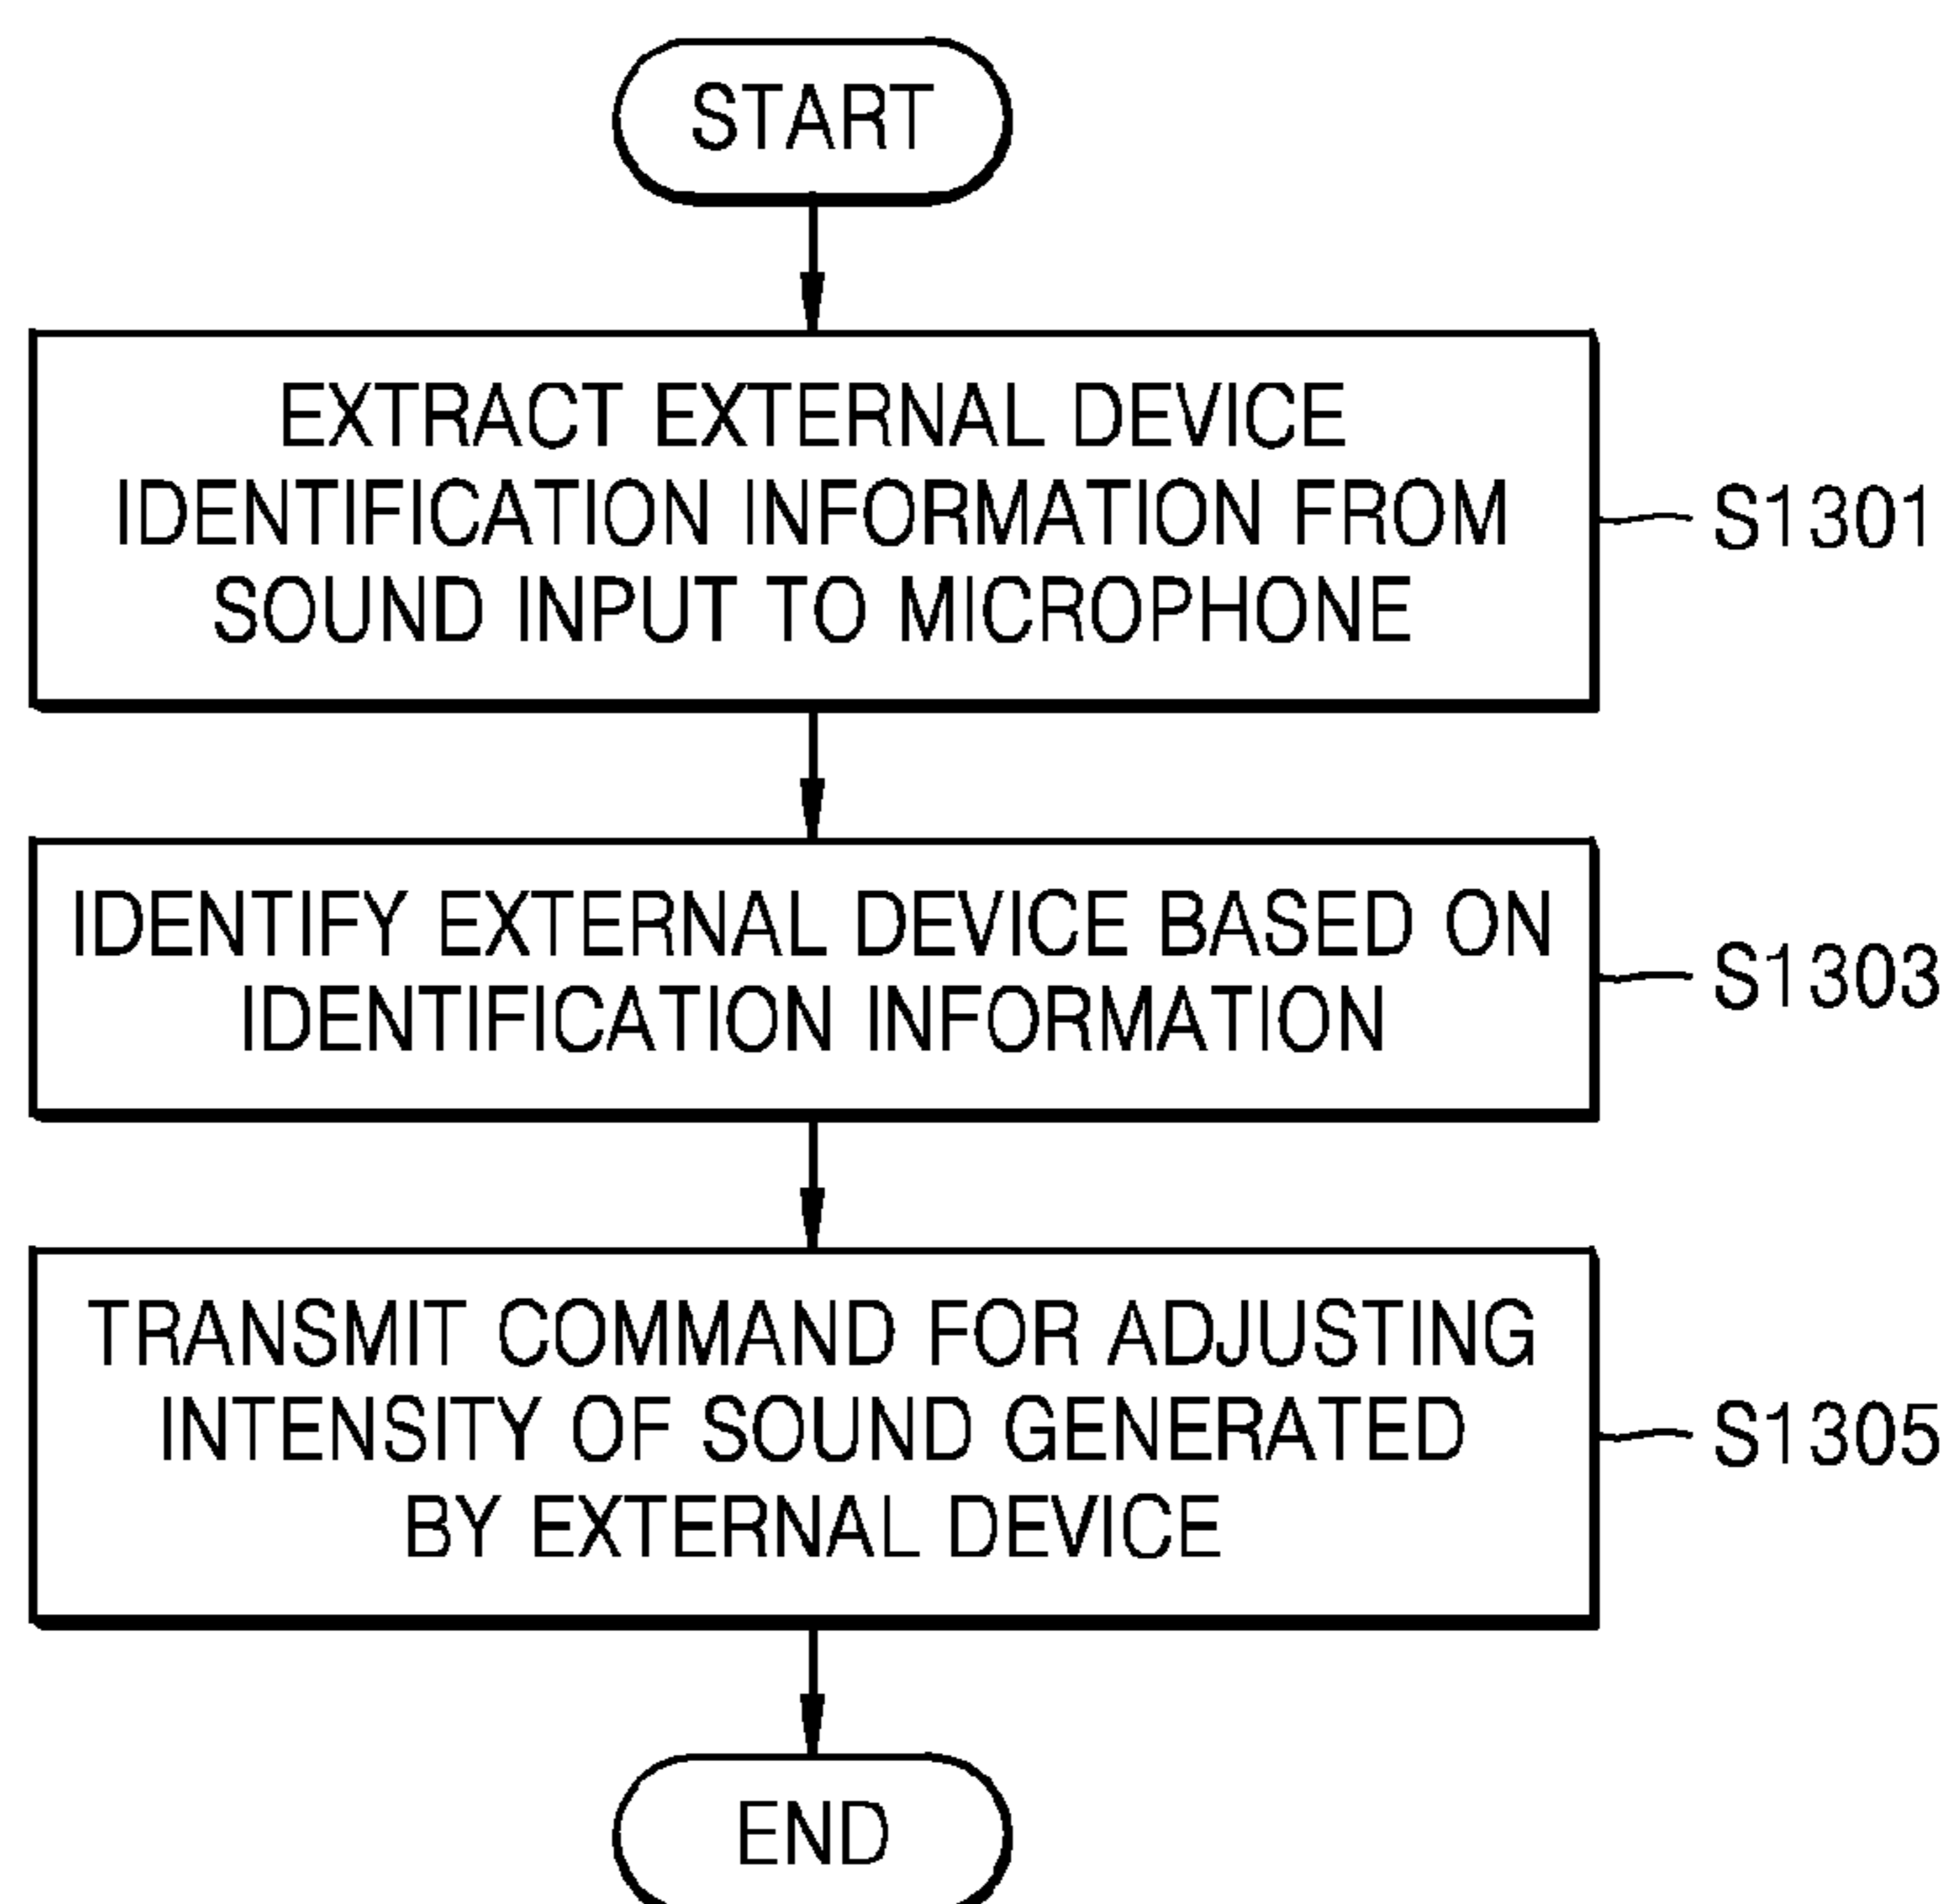 START
EXTRACT EXTERNAL DEVICE
IDENTIFICATION INFORMATION FROM
SOUND INPUT TO MICROPHONE
S1301
IDENTIFY EXTERNAL DEVICE BASED ON
IDENTIFICATION INFORMATION
S1303
TRANSMIT COMMAND FOR ADJUSTING
INTENSITY OF SOUND GENERATED
BY EXTERNAL DEVICE
S1305
END